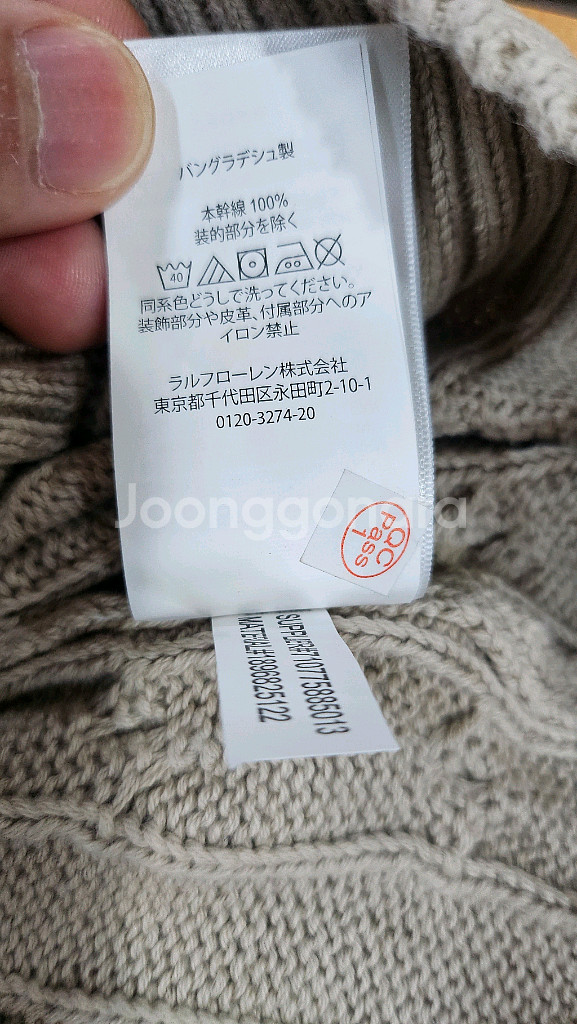 バングラデシュ製
本幹線 100%
装的部分を除く
40
同系色どうしで洗ってください。
装飾部分や皮革、付属部分へのア
イロン禁止
ラルフローレン株式会社
東京都千代田区永田町2-10-1
0120-3274-20
Joonggonara
QC
Pass
1
SUPPLIER#10775885013
MATERIAL#1896825122